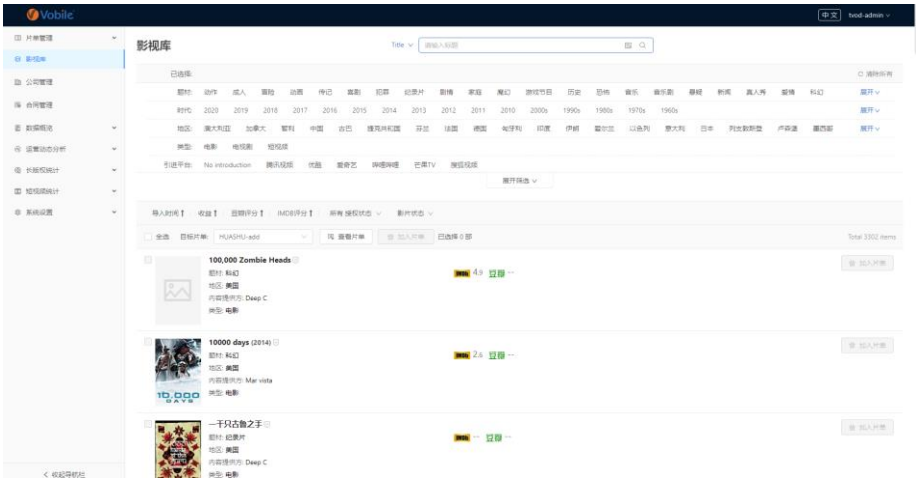 Vobile
中文 tvod-admin
片单管理
影视库
公司管理
合同管理
数据概览
运营动态分析
长版权统计
短视频统计
系统设置
收起导航栏
影视库
Title 请输入标题
已选择: 清除所有
题材: 动作 成人 冒险 动画 传记 喜剧 犯罪 纪录片 剧情 家庭 魔幻 游戏节目 历史 恐怖 音乐 音乐剧 悬疑 新闻 真人秀 爱情 科幻 展开
时代: 2020 2019 2018 2017 2016 2015 2014 2013 2012 2011 2010 2000s 1990s 1980s 1970s 1960s 展开
地区: 澳大利亚 加拿大 智利 中国 古巴 捷克共和国 芬兰 法国 德国 匈牙利 印度 伊朗 爱尔兰 以色列 意大利 日本 列支敦斯登 卢森堡 墨西哥 展开
类型: 电影 电视剧 短视频
引进平台: No introduction 腾讯视频 优酷 爱奇艺 哔哩哔哩 芒果TV 搜狐视频
展开筛选
导入时间 收益 豆瓣评分 IMDB评分 所有 授权状态 影片状态
全选 目标片单: HUASHU-add 查看片单 加入片单 已选择 0 部 Total 3302 items
100,000 Zombie Heads
题材: 科幻
地区: 美国
内容提供方: Deep C
类型: 电影
IMDb 4.9 豆瓣 --
加入片单
10000 days (2014)
题材: 科幻
地区: 美国
内容提供方: Mar vista
类型: 电影
IMDb 2.6 豆瓣 --
加入片单
10,000
DAYS
一千只古鲁之手
题材: 纪录片
地区: 美国
内容提供方: Deep C
类型: 电影
IMDb -- 豆瓣 --
加入片单